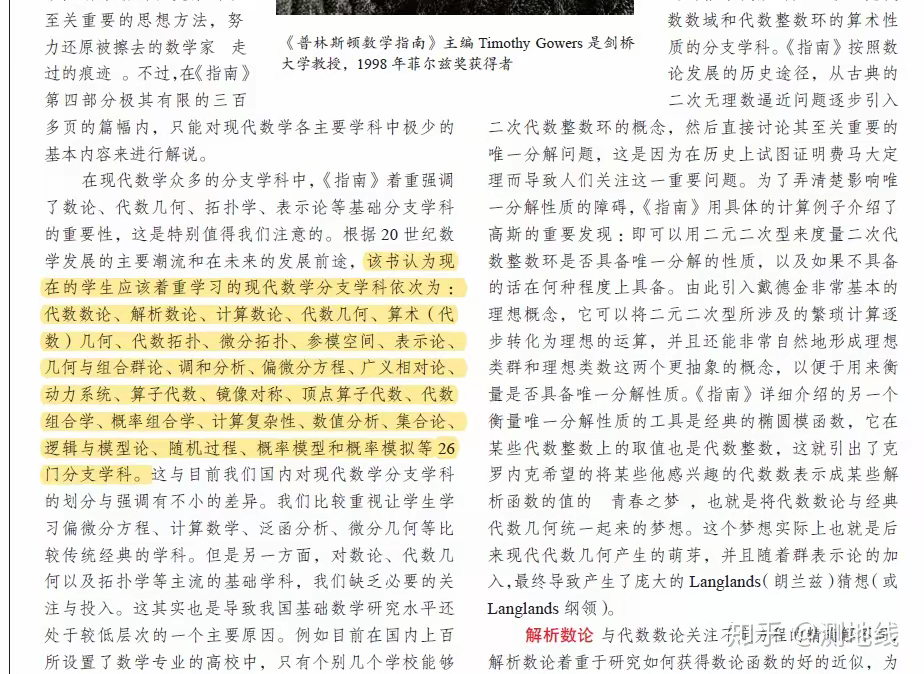 至关重要的思想方法，努
力还原被擦去的数学家 走
过的痕迹 。不过，在《指南》
第四部分极其有限的三百
多页的篇幅内，只能对现代数学各主要学科中极少的
基本内容来进行解说。
在现代数学众多的分支学科中，《指南》着重强调
了数论、代数几何、拓扑学、表示论等基础分支学科
的重要性，这是特别值得我们注意的。根据 20 世纪数
学发展的主要潮流和在未来的发展前途，该书认为现
在的学生应该着重学习的现代数学分支学科依次为：
代数数论、解析数论、计算数论、代数几何、算术（代
数）几何、代数拓扑、微分拓扑、参模空间、表示论、
几何与组合群论、调和分析、偏微分方程、广义相对论、
动力系统、算子代数、镜像对称、顶点算子代数、代数
组合学、概率组合学、计算复杂性、数值分析、集合论、
逻辑与模型论、随机过程、概率模型和概率模拟等 26
门分支学科。这与目前我们国内对现代数学分支学科
的划分与强调有不小的差异。我们比较重视让学生学
习偏微分方程、计算数学、泛函分析、微分几何等比
较传统经典的学科。但是另一方面，对数论、代数几
何以及拓扑学等主流的基础学科，我们缺乏必要的关
注与投入。这其实也是导致我国基础数学研究水平还
处于较低层次的一个主要原因。例如目前在国内上百
所设置了数学专业的高校中，只有个别几个学校能够
《普林斯顿数学指南》主编 Timothy Gowers 是剑桥
大学教授，1998 年菲尔兹奖获得者
数数域和代数整数环的算术性
质的分支学科。《指南》按照数
论发展的历史途径，从古典的
二次无理数逼近问题逐步引入
二次代数整数环的概念，然后直接讨论其至关重要的
唯一分解问题，这是因为在历史上试图证明费马大定
理而导致人们关注这一重要问题。为了弄清楚影响唯
一分解性质的障碍，《指南》用具体的计算例子介绍了
高斯的重要发现：即可以用二元二次型来度量二次代
数整数环是否具备唯一分解的性质，以及如果不具备
的话在何种程度上具备。由此引入戴德金非常基本的
理想概念，它可以将二元二次型所涉及的繁琐计算逐
步转化为理想的运算，并且还能非常自然地形成理想
类群和理想类数这两个更抽象的概念，以便于用来衡
量是否具备唯一分解性质。《指南》详细介绍的另一个
衡量唯一分解性质的工具是经典的椭圆模函数，它在
某些代数整数上的取值也是代数整数，这就引出了克
罗内克希望的将某些他感兴趣的代数数表示成某些解
析函数的值的 青春之梦 ，也就是将代数数论与经典
代数几何统一起来的梦想。这个梦想实际上也就是后
来现代代数几何产生的萌芽，并且随着群表示论的加
入，最终导致产生了庞大的 Langlands（朗兰兹）猜想（或
Langlands 纲领）。
解析数论 与代数数论关注不
解析数论着重于研究如何获得数论函数的好的近似，为
知乎 @测地线